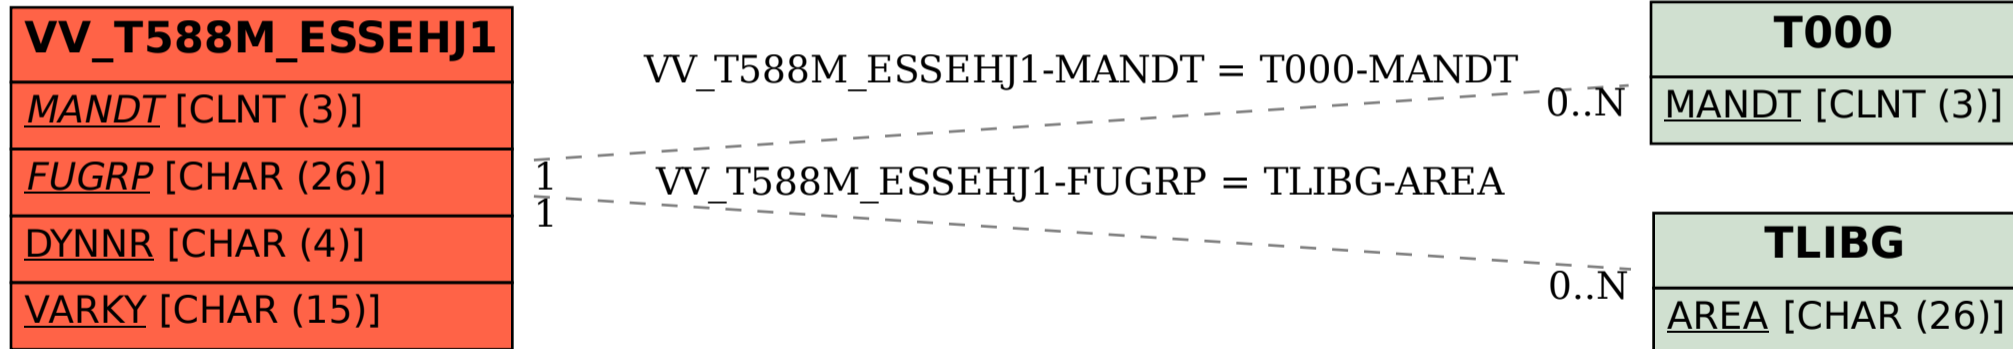 VV_T588M_ESSEHJ1
MANDT [CLNT (3)]
FUGRP [CHAR (26)]
DYNNR [CHAR (4)]
VARKY [CHAR (15)]
VV_T588M_ESSEHJ1-MANDT = T000-MANDT
0..N
1
VV_T588M_ESSEHJ1-FUGRP = TLIBG-AREA
1
0..N
T000
MANDT [CLNT (3)]
TLIBG
AREA [CHAR (26)]